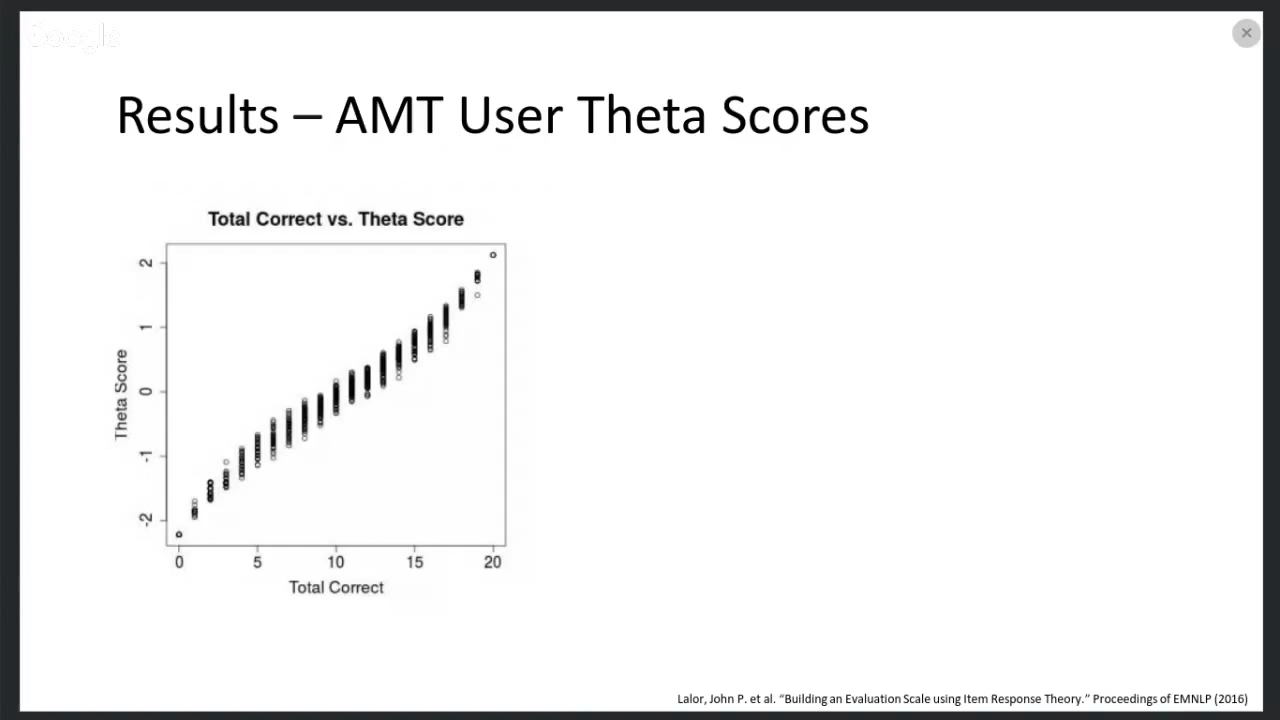 Google
Results – AMT User Theta Scores
Total Correct vs. Theta Score
2
1
0
-1
-2
Theta Score
0 5 10 15 20
Total Correct
Lalor, John P. et al. “Building an Evaluation Scale using Item Response Theory.” Proceedings of EMNLP (2016)